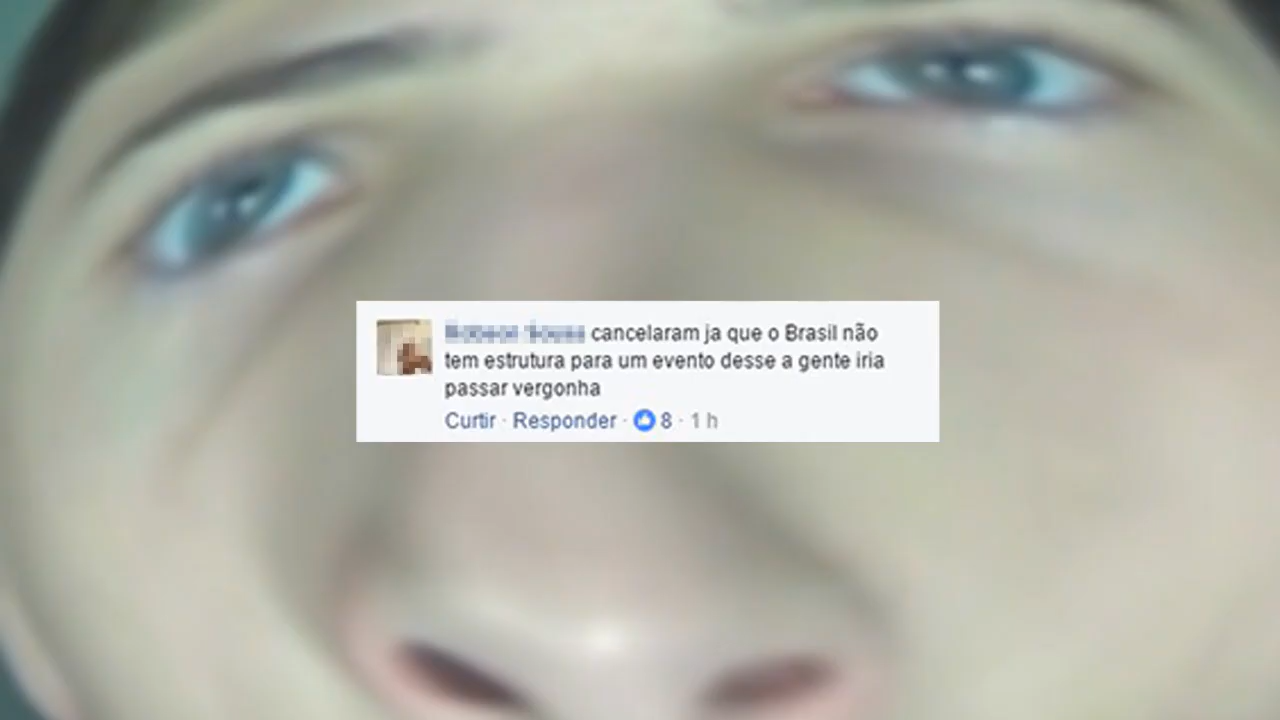 cancelaram ja que o Brasil não
tem estrutura para um evento desse a gente iria
passar vergonha
Curtir · Responder · 8 · 1 h